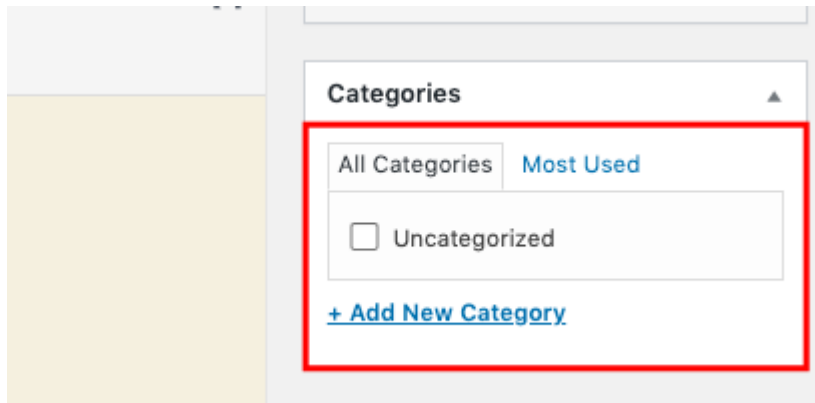 Categories
All Categories Most Used
Uncategorized
+ Add New Category